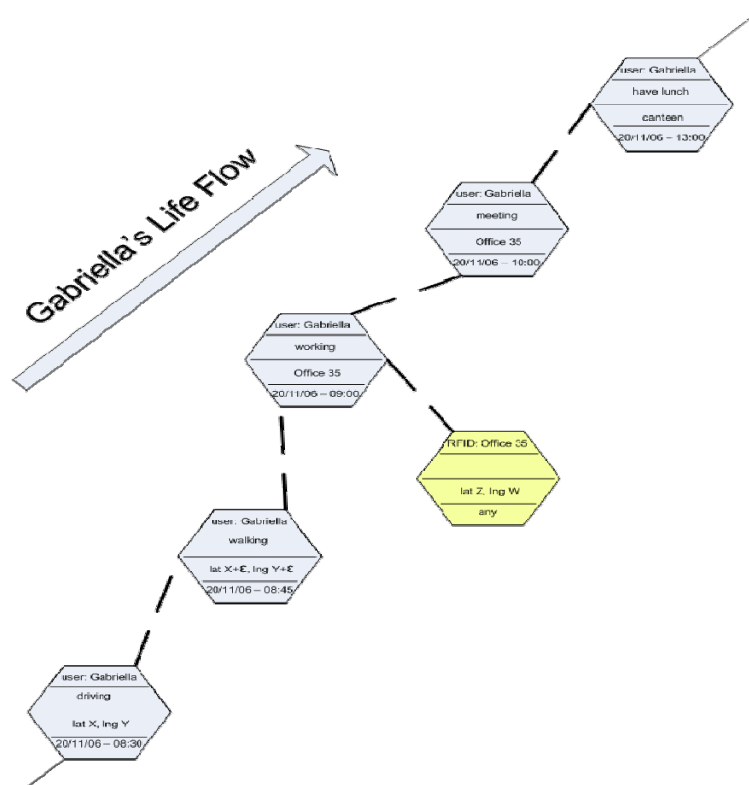 user: Gabriella
have lunch
canteen
20/11/06 – 13:00
Gabriella's Life Flow
user: Gabriella
meeting
Office 35
20/11/06 – 10:00
user: Gabriella
working
Office 35
20/11/06 – 09:00
RFID: Office 35
lat Z, lng W
any
user: Gabriella
walking
lat X+ε, lng Y+ε
20/11/06 – 08:45
user: Gabriella
driving
lat X, lng Y
20/11/06 – 08:30